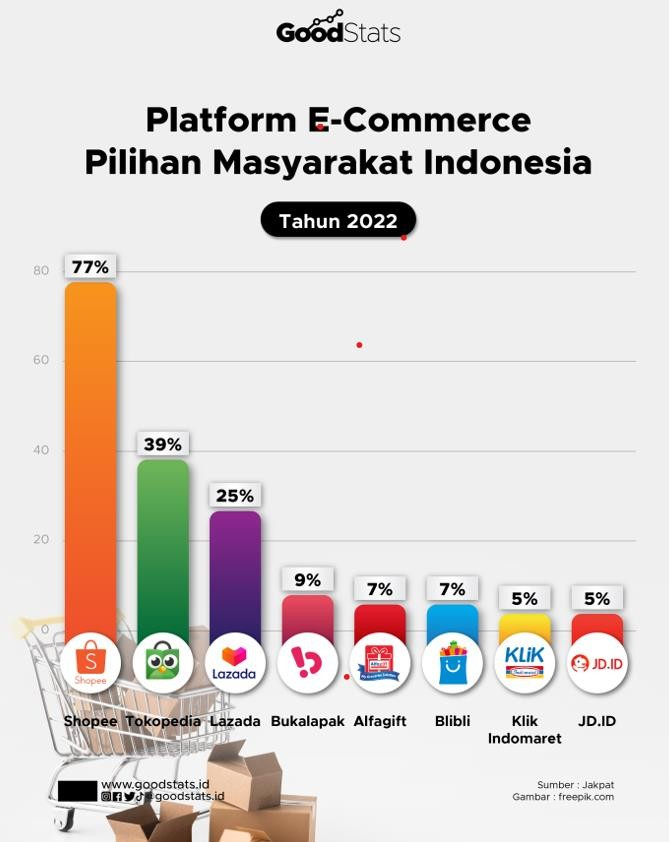 GoodStats
Platform E-Commerce
Pilihan Masyarakat Indonesia
Tahun 2022
80
60
40
20
0
77%
39%
25%
9%
7%
7%
5%
5%
Shopee
Lazada
KLiK
Indomaret
JD.ID
Shopee
Tokopedia
Lazada
Bukalapak
Alfagift
Blibli
Klik
Indomaret
JD.ID
www.goodstats.id
@goodstats.id
Sumber : Jakpat
Gambar : freepik.com